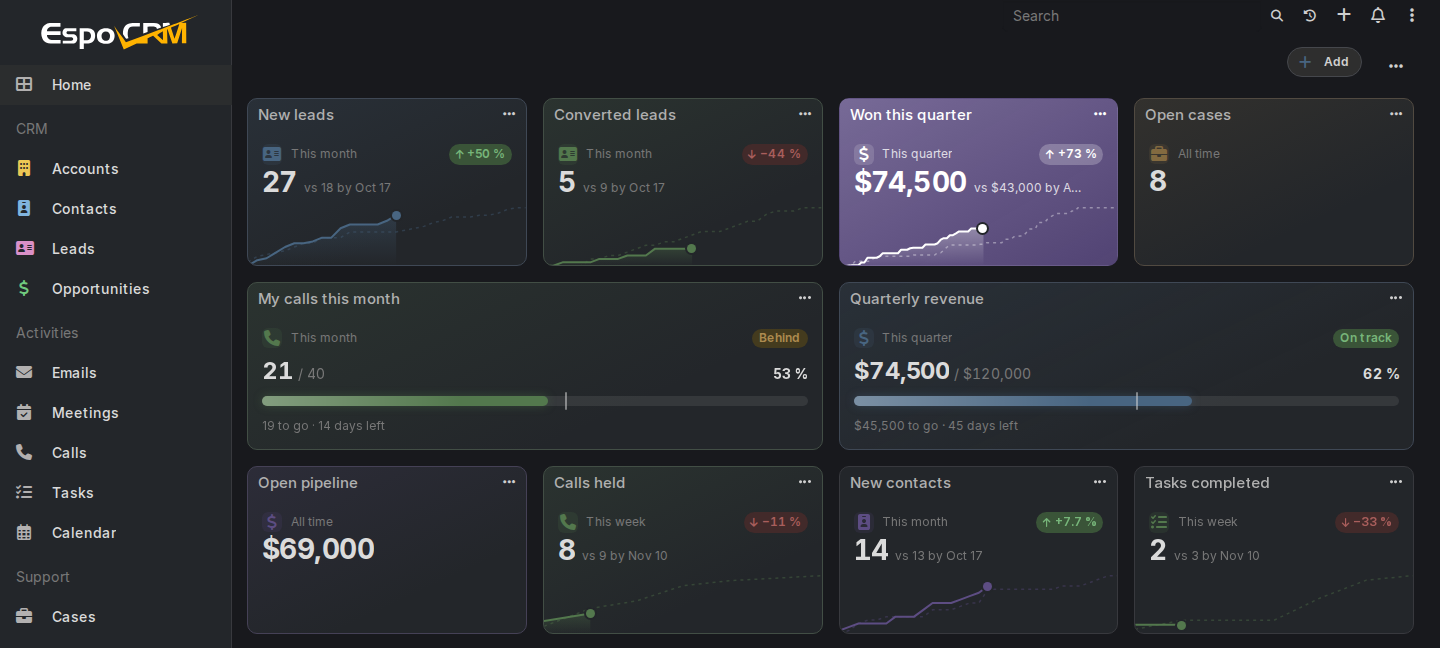 EspoCRM
Search
Home
Add
CRM
Accounts
Contacts
Leads
Opportunities
Activities
Emails
Meetings
Calls
Tasks
Calendar
Support
Cases
New leads
This month
+50 %
27 vs 18 by Oct 17
Converted leads
This month
−44 %
5 vs 9 by Oct 17
Won this quarter
This quarter
+73 %
$74,500 vs $43,000 by A...
Open cases
All time
8
My calls this month
This month
Behind
21 / 40
53 %
19 to go · 14 days left
Quarterly revenue
This quarter
On track
$74,500 / $120,000
62 %
$45,500 to go · 45 days left
Open pipeline
All time
$69,000
Calls held
This week
−11 %
8 vs 9 by Nov 10
New contacts
This month
+7.7 %
14 vs 13 by Oct 17
Tasks completed
This week
−33 %
2 vs 3 by Nov 10